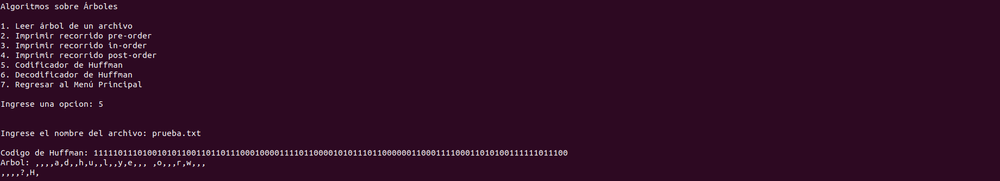 Algoritmos sobre Árboles
1. Leer árbol de un archivo
2. Imprimir recorrido pre-order
3. Imprimir recorrido in-order
4. Imprimir recorrido post-order
5. Codificador de Huffman
6. Decodificador de Huffman
7. Regresar al Menú Principal
Ingrese una opcion: 5
Ingrese el nombre del archivo: prueba.txt
Codigo de Huffman: 1111101110100101011001101101110001000011110110000101011101100000011000111100011010100111111011100
Arbol: ,,,,a,d,,h,u,,l,,y,e,,, ,o,,,r,w,,,
,,,,?,H,